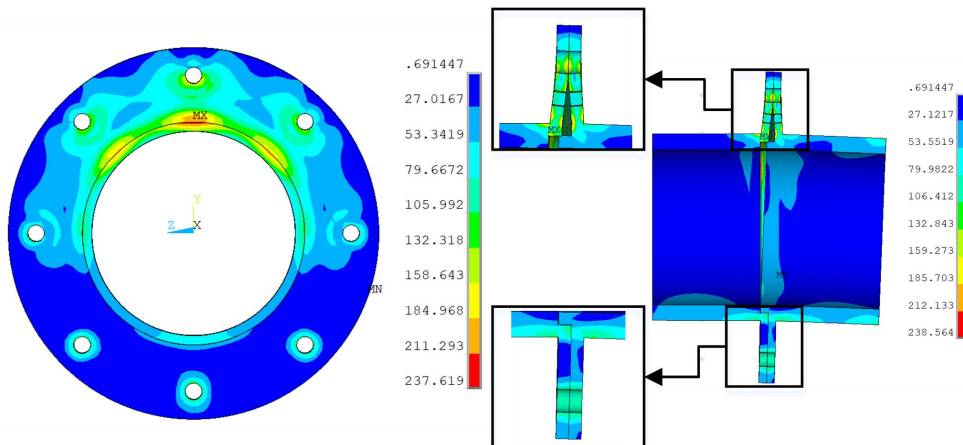 MX
Y
Z
X
MN
.691447
27.0167
53.3419
79.6672
105.992
132.318
158.643
184.968
211.293
237.619
MX
MX
MN
.691447
27.1217
53.5519
79.9822
106.412
132.843
159.273
185.703
212.133
238.564